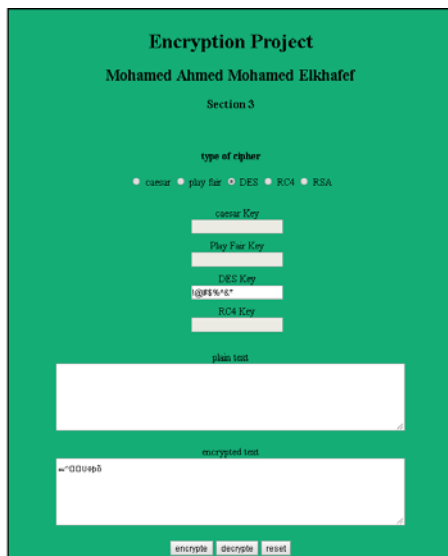 Encryption Project
Mohamed Ahmed Mohamed Elkhafef
Section 3
type of cipher
caesar play fair DES RC4 RSA
caesar Key
Play Fair Key
DES Key
!@#$%^&*
RC4 Key
plain text
encrypted text
encrypte decrypte reset